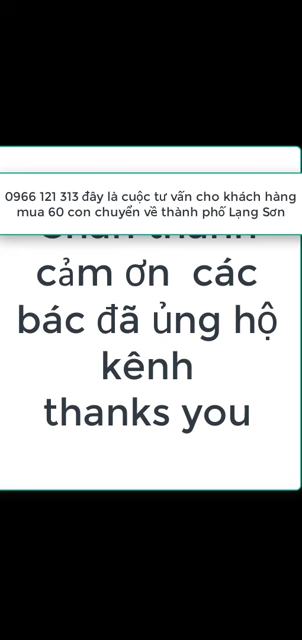 0966 121 313 đây là cuộc tư vấn cho khách hàng
mua 60 con chuyển về thành phố Lạng Sơn
cảm ơn các
bác đã ủng hộ
kênh
thanks you